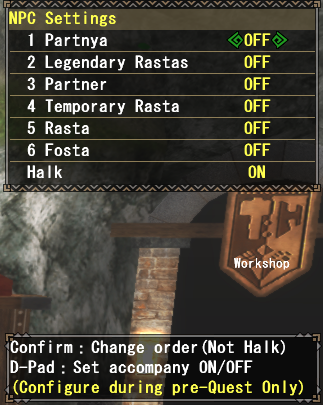 NPC Settings
1 Partnya OFF
2 Legendary Rastas OFF
3 Partner OFF
4 Temporary Rasta OFF
5 Rasta OFF
6 Fosta OFF
Halk ON
Workshop
Confirm : Change order(Not Halk)
D-Pad : Set accompany ON/OFF
(Configure during pre-Quest Only)